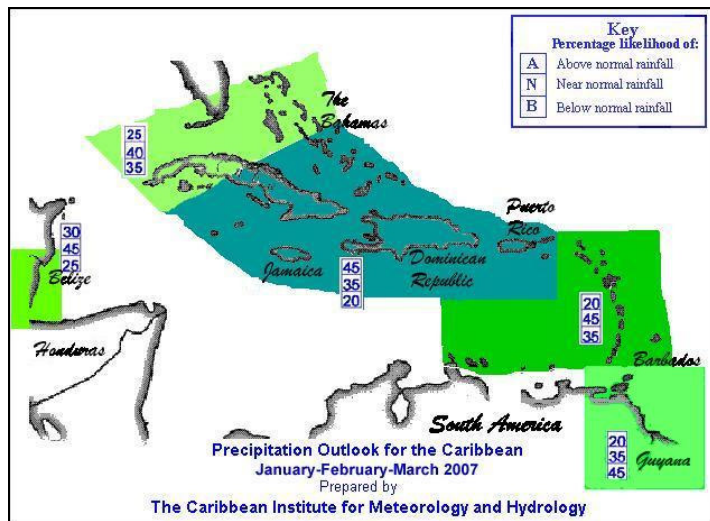 Key
Percentage likelihood of:
A Above normal rainfall
N Near normal rainfall
B Below normal rainfall
The
Bahamas
25
40
35
30
45
25
Belize
Puerto
Rico
Jamaica
Dominican
Republic
45
35
20
20
45
35
Honduras
Barbados
South America
20
35
45
Guyana
Precipitation Outlook for the Caribbean
January-February-March 2007
Prepared by
The Caribbean Institute for Meteorology and Hydrology